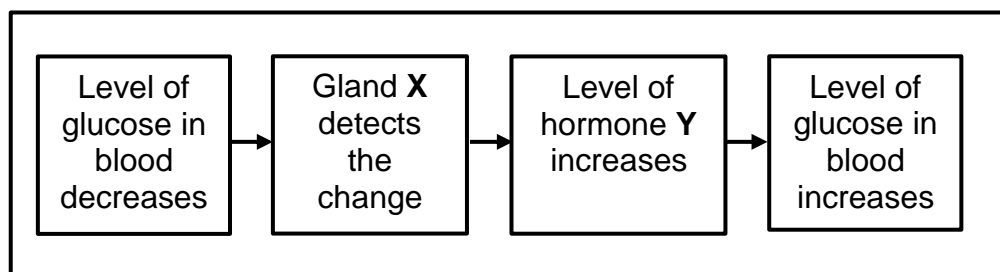 Level of
glucose in
blood
decreases
Gland X
detects
the
change
Level of
hormone Y
increases
Level of
glucose in
blood
increases